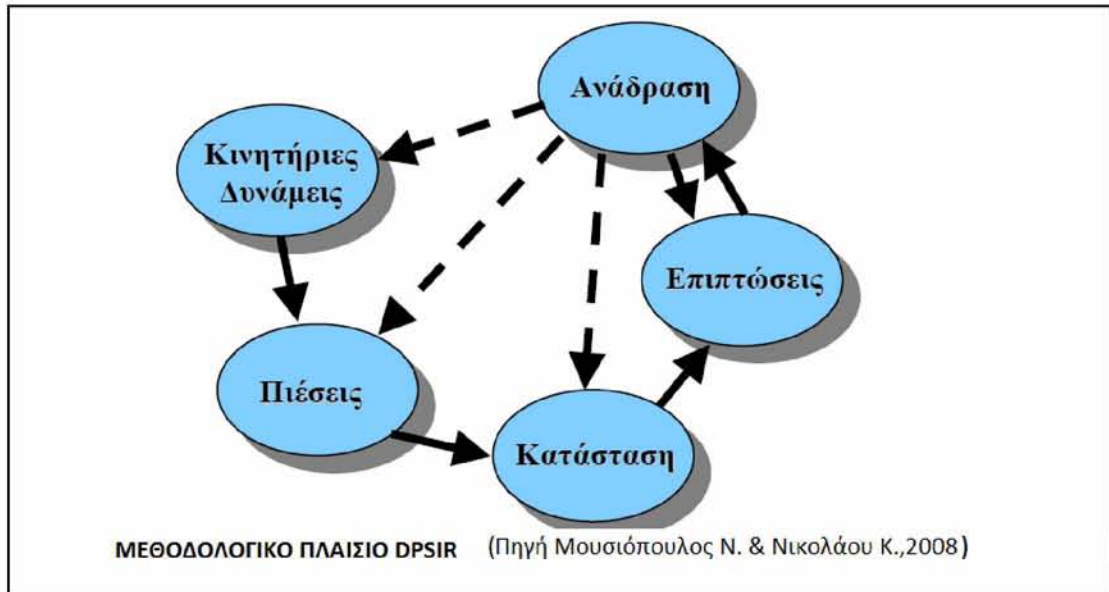 Ανάδραση
Κινητήριες
Δυνάμεις
Επιπτώσεις
Πιέσεις
Κατάσταση
ΜΕΘΟΔΟΛΟΓΙΚΟ ΠΛΑΙΣΙΟ DPSIR (Πηγή Μουσιόπουλος Ν. & Νικολάου Κ.,2008)